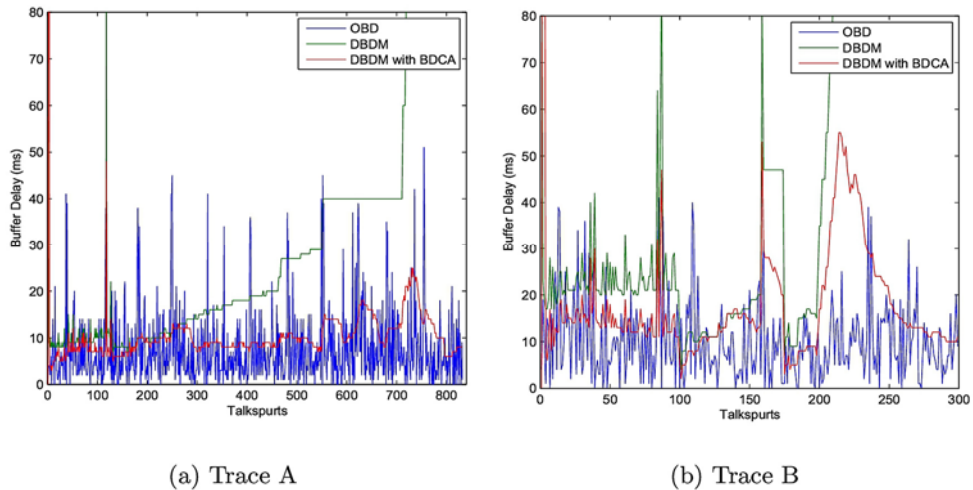 80
70
60
50
40
30
20
10
0
Buffer Delay (ms)
OBD
DBDM
DBDM with BDCA
0 100 200 300 400 500 600 700 800
Talkspurts
(a) Trace A
80
70
60
50
40
30
20
10
0
Buffer Delay (ms)
OBD
DBDM
DBDM with BDCA
0 50 100 150 200 250 300
Talkspurts
(b) Trace B